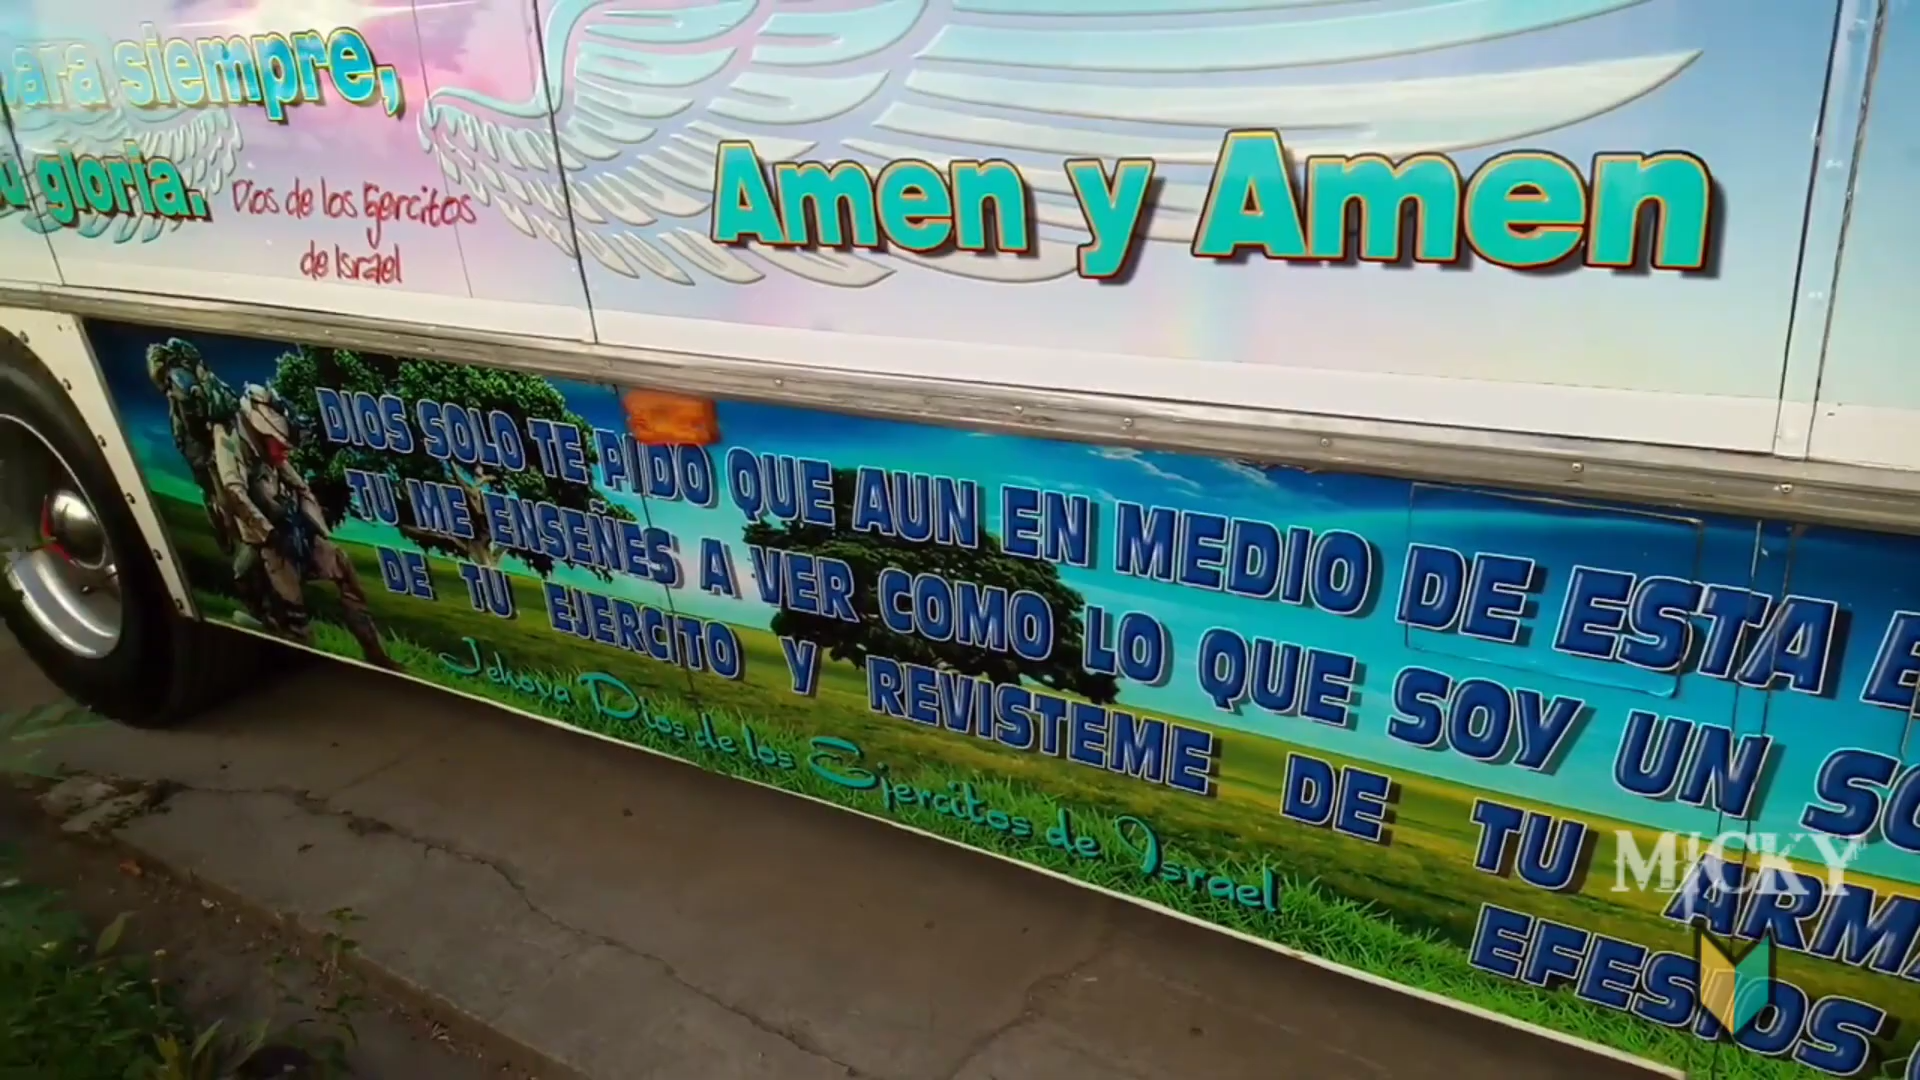 para siempre,
gloria.
Dios de los Ejercitos
de Israel
Amen y Amen
DIOS SOLO TE PIDO QUE AUN EN MEDIO DE ESTA
TU ME ENSEÑES A VER COMO LO QUE SOY UN
DE TU EJERCITO Y REVISTEME DE TU
EFESIOS
Jehova Dios de los Ejercitos de Israel
MICKY